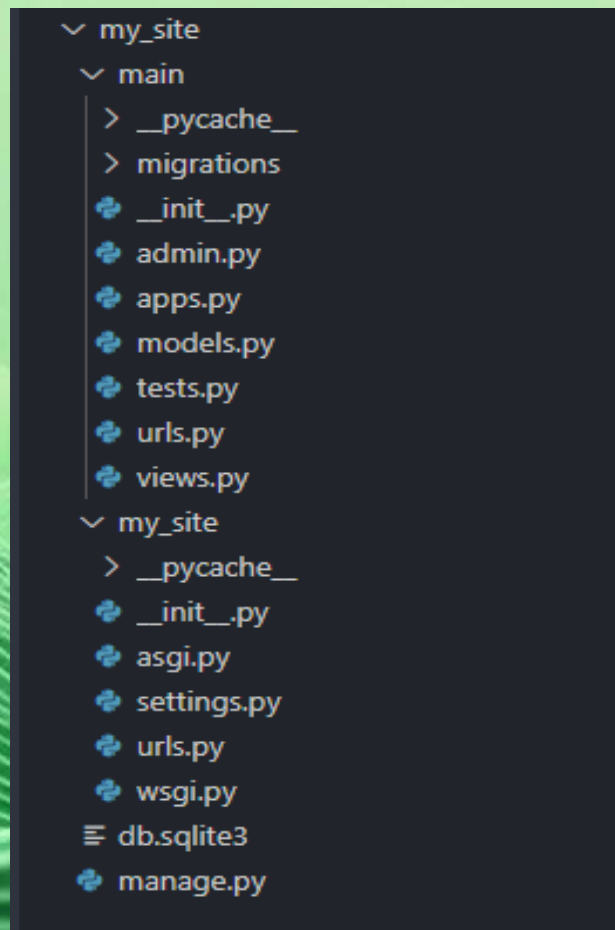 my_site
main
__pycache__
migrations
__init__.py
admin.py
apps.py
models.py
tests.py
urls.py
views.py
my_site
__pycache__
__init__.py
asgi.py
settings.py
urls.py
wsgi.py
db.sqlite3
manage.py